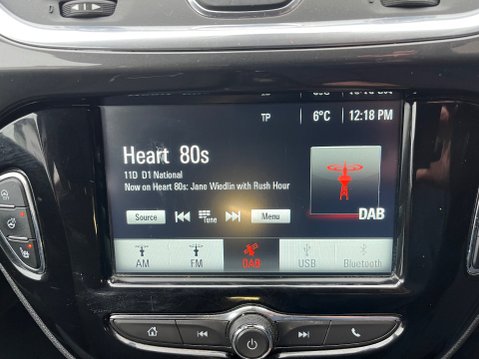 TP 6°C 12:18 PM
Heart 80s
11D D1 National
Now on Heart 80s: Jane Wiedlin with Rush Hour
Source Tune Menu
DAB
AM FM DAB USB Bluetooth